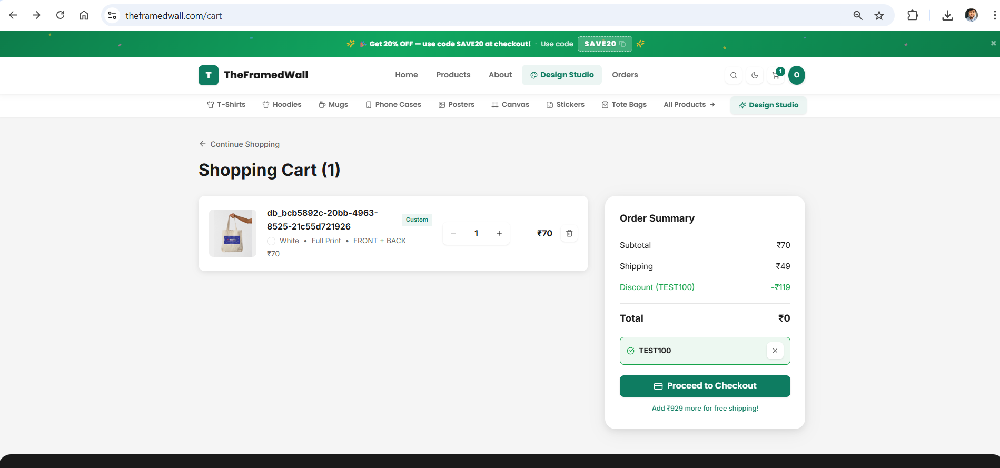 theframedwall.com/cart
✨ 🎉 Get 20% OFF — use code SAVE20 at checkout! · Use code SAVE20 ✨
T TheFramedWall Home Products About Design Studio Orders 1 O
T-Shirts Hoodies Mugs Phone Cases Posters Canvas Stickers Tote Bags All Products → Design Studio
← Continue Shopping
Shopping Cart (1)
db_bcb5892c-20bb-4963-
8525-21c55d721926
Custom
White • Full Print • FRONT + BACK
₹70
− 1 + ₹70
Order Summary
Subtotal ₹70
Shipping ₹49
Discount (TEST100) -₹119
Total ₹0
TEST100
Proceed to Checkout
Add ₹929 more for free shipping!